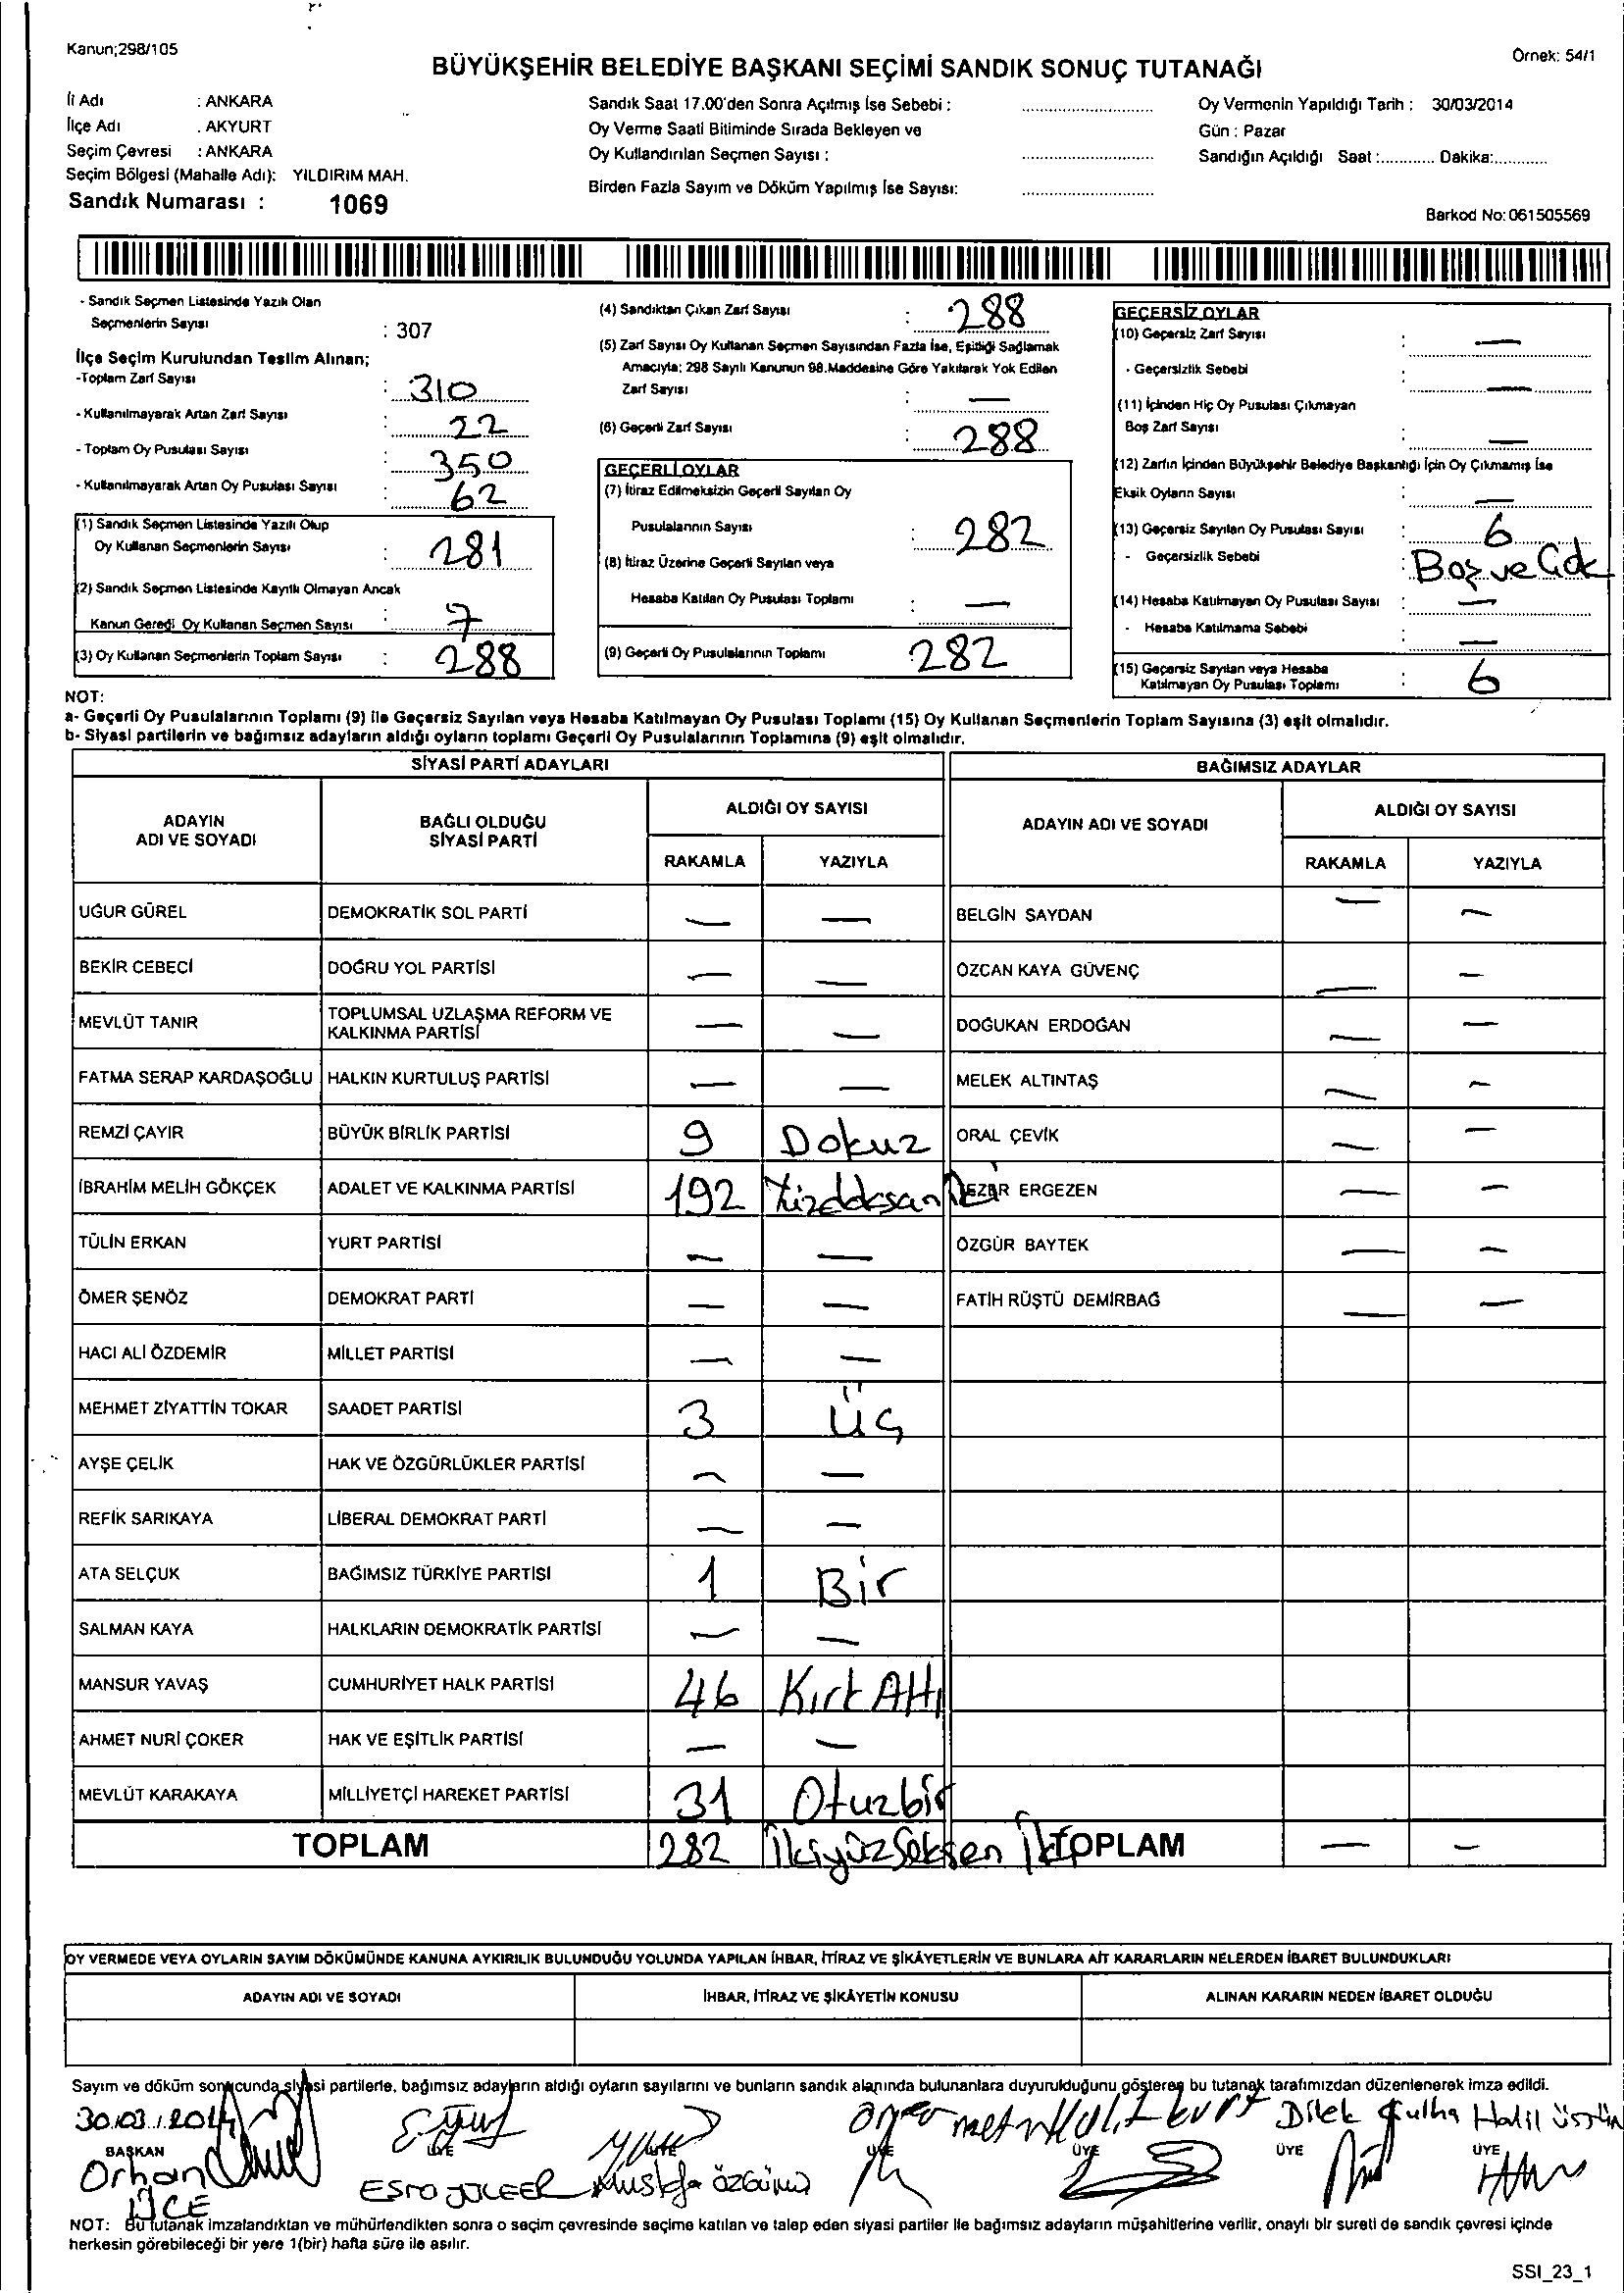 Kanun;298/105
Örnek: 54/1
BÜYÜKŞEHİR BELEDİYE BAŞKANI SEÇİMİ SANDIK SONUÇ TUTANAĞI
İl Adı : ANKARA
İlçe Adı : AKYURT
Seçim Çevresi : ANKARA
Seçim Bölgesi (Mahalle Adı): YILDIRIM MAH.
Sandık Numarası : 1069
Sandık Saat 17.00'den Sonra Açılmış İse Sebebi :
Oy Verme Saati Bitiminde Sırada Bekleyen ve
Oy Kullandırılan Seçmen Sayısı :
Birden Fazla Sayım ve Döküm Yapılmış İse Sayısı:
Oy Vermenin Yapıldığı Tarih : 30/03/2014
Gün : Pazar
Sandığın Açıldığı Saat :............ Dakika:............
Barkod No: 061505569
- Sandık Seçmen Listesinde Yazılı Olan
Seçmenlerin Sayısı : 307
İlçe Seçim Kurulundan Teslim Alınan;
-Toplam Zarf Sayısı : 310
- Kullanılmayarak Artan Zarf Sayısı : 22
- Toplam Oy Pusulası Sayısı : 350
- Kullanılmayarak Artan Oy Pusulası Sayısı : 62
(1) Sandık Seçmen Listesinde Yazılı Olup
Oy Kullanan Seçmenlerin Sayısı : 281
(2) Sandık Seçmen Listesinde Kayıtlı Olmayan Ancak
Kanun Gereği Oy Kullanan Seçmen Sayısı : 7
(3) Oy Kullanan Seçmenlerin Toplam Sayısı : 288
(4) Sandıktan Çıkan Zarf Sayısı : 288
(5) Zarf Sayısı Oy Kullanan Seçmen Sayısından Fazla İse, Eşitliği Sağlamak
Amacıyla; 298 Sayılı Kanunun 98.Maddesine Göre Yakılarak Yok Edilen
Zarf Sayısı : —
(6) Geçerli Zarf Sayısı : 288
GEÇERLİ OYLAR
(7) İtiraz Edilmeksizin Geçerli Sayılan Oy
Pusulalarının Sayısı : 282
(8) İtiraz Üzerine Geçerli Sayılan veya
Hesaba Katılan Oy Pusulası Toplamı : —
(9) Geçerli Oy Pusulalarının Toplamı : 282
GEÇERSİZ OYLAR
(10) Geçersiz Zarf Sayısı : —
- Geçersizlik Sebebi : —
(11) İçinden Hiç Oy Pusulası Çıkmayan
Boş Zarf Sayısı : —
(12) Zarfın İçinden Büyükşehir Belediye Başkanlığı İçin Oy Çıkmamış İse
Eksik Oyların Sayısı : —
(13) Geçersiz Sayılan Oy Pusulası Sayısı : 6
- Geçersizlik Sebebi : Boş ve Çok
(14) Hesaba Katılmayan Oy Pusulası Sayısı : —
- Hesaba Katılmama Sebebi : —
(15) Geçersiz Sayılan veya Hesaba
Katılmayan Oy Pusulası Toplamı : 6
NOT:
a- Geçerli Oy Pusulalarının Toplamı (9) ile Geçersiz Sayılan veya Hesaba Katılmayan Oy Pusulası Toplamı (15) Oy Kullanan Seçmenlerin Toplam Sayısına (3) eşit olmalıdır.
b- Siyasi partilerin ve bağımsız adayların aldığı oyların toplamı Geçerli Oy Pusulalarının Toplamına (9) eşit olmalıdır.
SİYASİ PARTİ ADAYLARI
ADAYIN ADI VE SOYADI
BAĞLI OLDUĞU SİYASİ PARTİ
ALDIĞI OY SAYISI
RAKAMLA YAZIYLA
UĞUR GÜREL DEMOKRATİK SOL PARTİ — —
BEKİR CEBECİ DOĞRU YOL PARTİSİ — —
MEVLÜT TANIR TOPLUMSAL UZLAŞMA REFORM VE KALKINMA PARTİSİ — —
FATMA SERAP KARDAŞOĞLU HALKIN KURTULUŞ PARTİSİ — —
REMZİ ÇAYIR BÜYÜK BİRLİK PARTİSİ 9 Dokuz
İBRAHİM MELİH GÖKÇEK ADALET VE KALKINMA PARTİSİ 192
TÜLİN ERKAN YURT PARTİSİ — —
ÖMER ŞENÖZ DEMOKRAT PARTİ — —
HACI ALİ ÖZDEMİR MİLLET PARTİSİ — —
MEHMET ZİYATTİN TOKAR SAADET PARTİSİ 3 Üç
AYŞE ÇELİK HAK VE ÖZGÜRLÜKLER PARTİSİ — —
REFİK SARIKAYA LİBERAL DEMOKRAT PARTİ — —
ATA SELÇUK BAĞIMSIZ TÜRKİYE PARTİSİ 1 Bir
SALMAN KAYA HALKLARIN DEMOKRATİK PARTİSİ — —
MANSUR YAVAŞ CUMHURİYET HALK PARTİSİ 46 Kırk Altı
AHMET NURİ ÇOKER HAK VE EŞİTLİK PARTİSİ — —
MEVLÜT KARAKAYA MİLLİYETÇİ HAREKET PARTİSİ 31 Otuzbir
TOPLAM 282 İkiyüzSeksen İki
BAĞIMSIZ ADAYLAR
ADAYIN ADI VE SOYADI
ALDIĞI OY SAYISI
RAKAMLA YAZIYLA
BELGİN SAYDAN — —
ÖZCAN KAYA GÜVENÇ — —
DOĞUKAN ERDOĞAN — —
MELEK ALTINTAŞ — —
ORAL ÇEVİK — —
ERGEZEN — —
ÖZGÜR BAYTEK — —
FATİH RÜŞTÜ DEMİRBAĞ — —
TOPLAM — —
OY VERMEDE VEYA OYLARIN SAYIM DÖKÜMÜNDE KANUNA AYKIRILIK BULUNDUĞU YOLUNDA YAPILAN İHBAR, İTİRAZ VE ŞİKÂYETLERİN VE BUNLARA AİT KARARLARIN NELERDEN İBARET BULUNDUKLARI
ADAYIN ADI VE SOYADI
İHBAR, İTİRAZ VE ŞİKÂYETİN KONUSU
ALINAN KARARIN NEDEN İBARET OLDUĞU
Sayım ve döküm sonucunda siyasi partilerle, bağımsız adayların aldığı oyların sayılarını ve bunların sandık alanında bulunanlara duyurulduğunu gösteren bu tutanak tarafımızdan düzenlenerek imza edildi.
30.03.2014
Dilek Halil
BAŞKAN ÜYE ÜYE ÜYE ÜYE ÜYE ÜYE
Orhan
Mustafa
NOT: Bu tutanak imzalandıktan ve mühürlendikten sonra o seçim çevresinde seçime katılan ve talep eden siyasi partiler ile bağımsız adayların müşahitlerine verilir, onaylı bir sureti de sandık çevresi içinde
herkesin görebileceği bir yere 1(bir) hafta süre ile asılır.
SSI_23_1